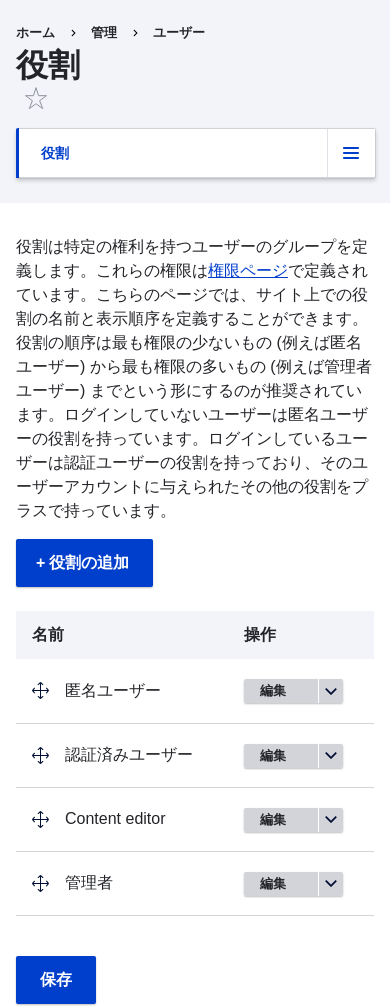 ホーム > 管理 > ユーザー
役割
役割
役割は特定の権利を持つユーザーのグループを定
義します。これらの権限は権限ページで定義され
ています。こちらのページでは、サイト上での役
割の名前と表示順序を定義することができます。
役割の順序は最も権限の少ないもの (例えば匿名
ユーザー) から最も権限の多いもの (例えば管理者
ユーザー) までという形にするのが推奨されてい
ます。ログインしていないユーザーは匿名ユーザ
ーの役割を持っています。ログインしているユー
ザーは認証ユーザーの役割を持っており、そのユ
ーザーアカウントに与えられたその他の役割をプ
ラスで持っています。
+ 役割の追加
名前 操作
匿名ユーザー 編集
認証済みユーザー 編集
Content editor 編集
管理者 編集
保存